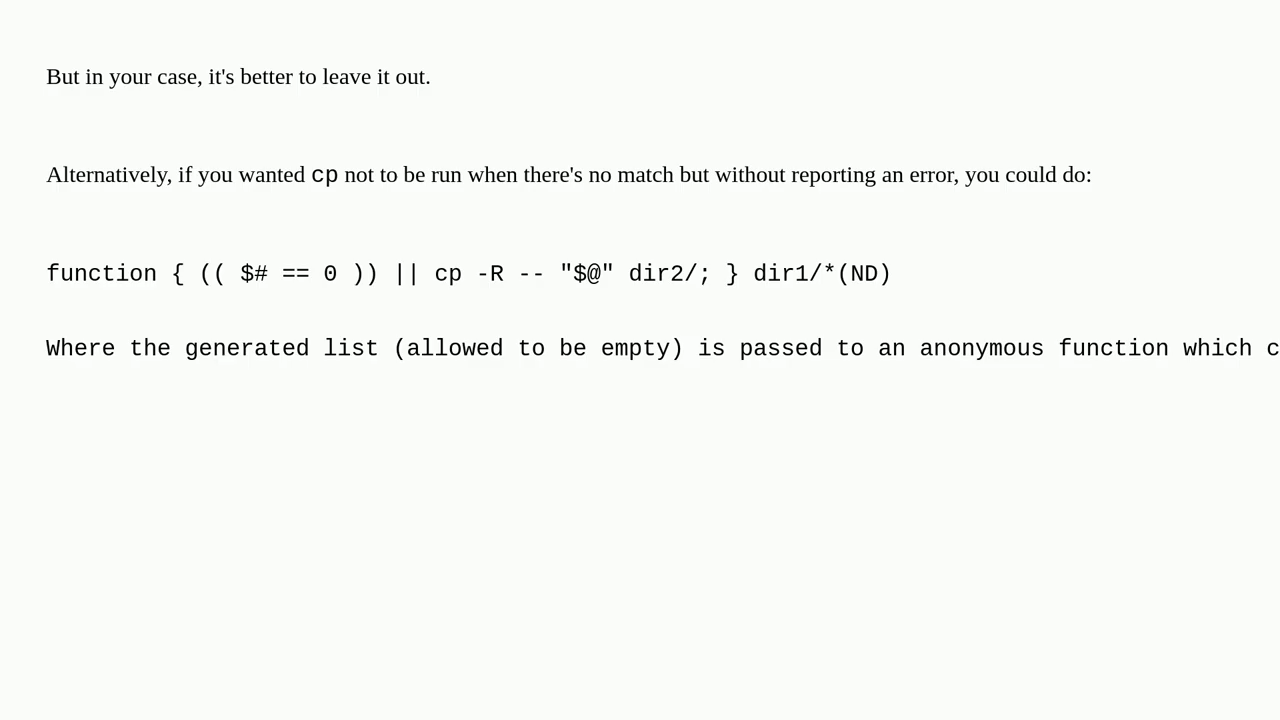 But in your case, it's better to leave it out.
Alternatively, if you wanted cp not to be run when there's no match but without reporting an error, you could do:
function { (( $# == 0 )) || cp -R -- "$@" dir2/; } dir1/*(ND)
Where the generated list (allowed to be empty) is passed to an anonymous function which